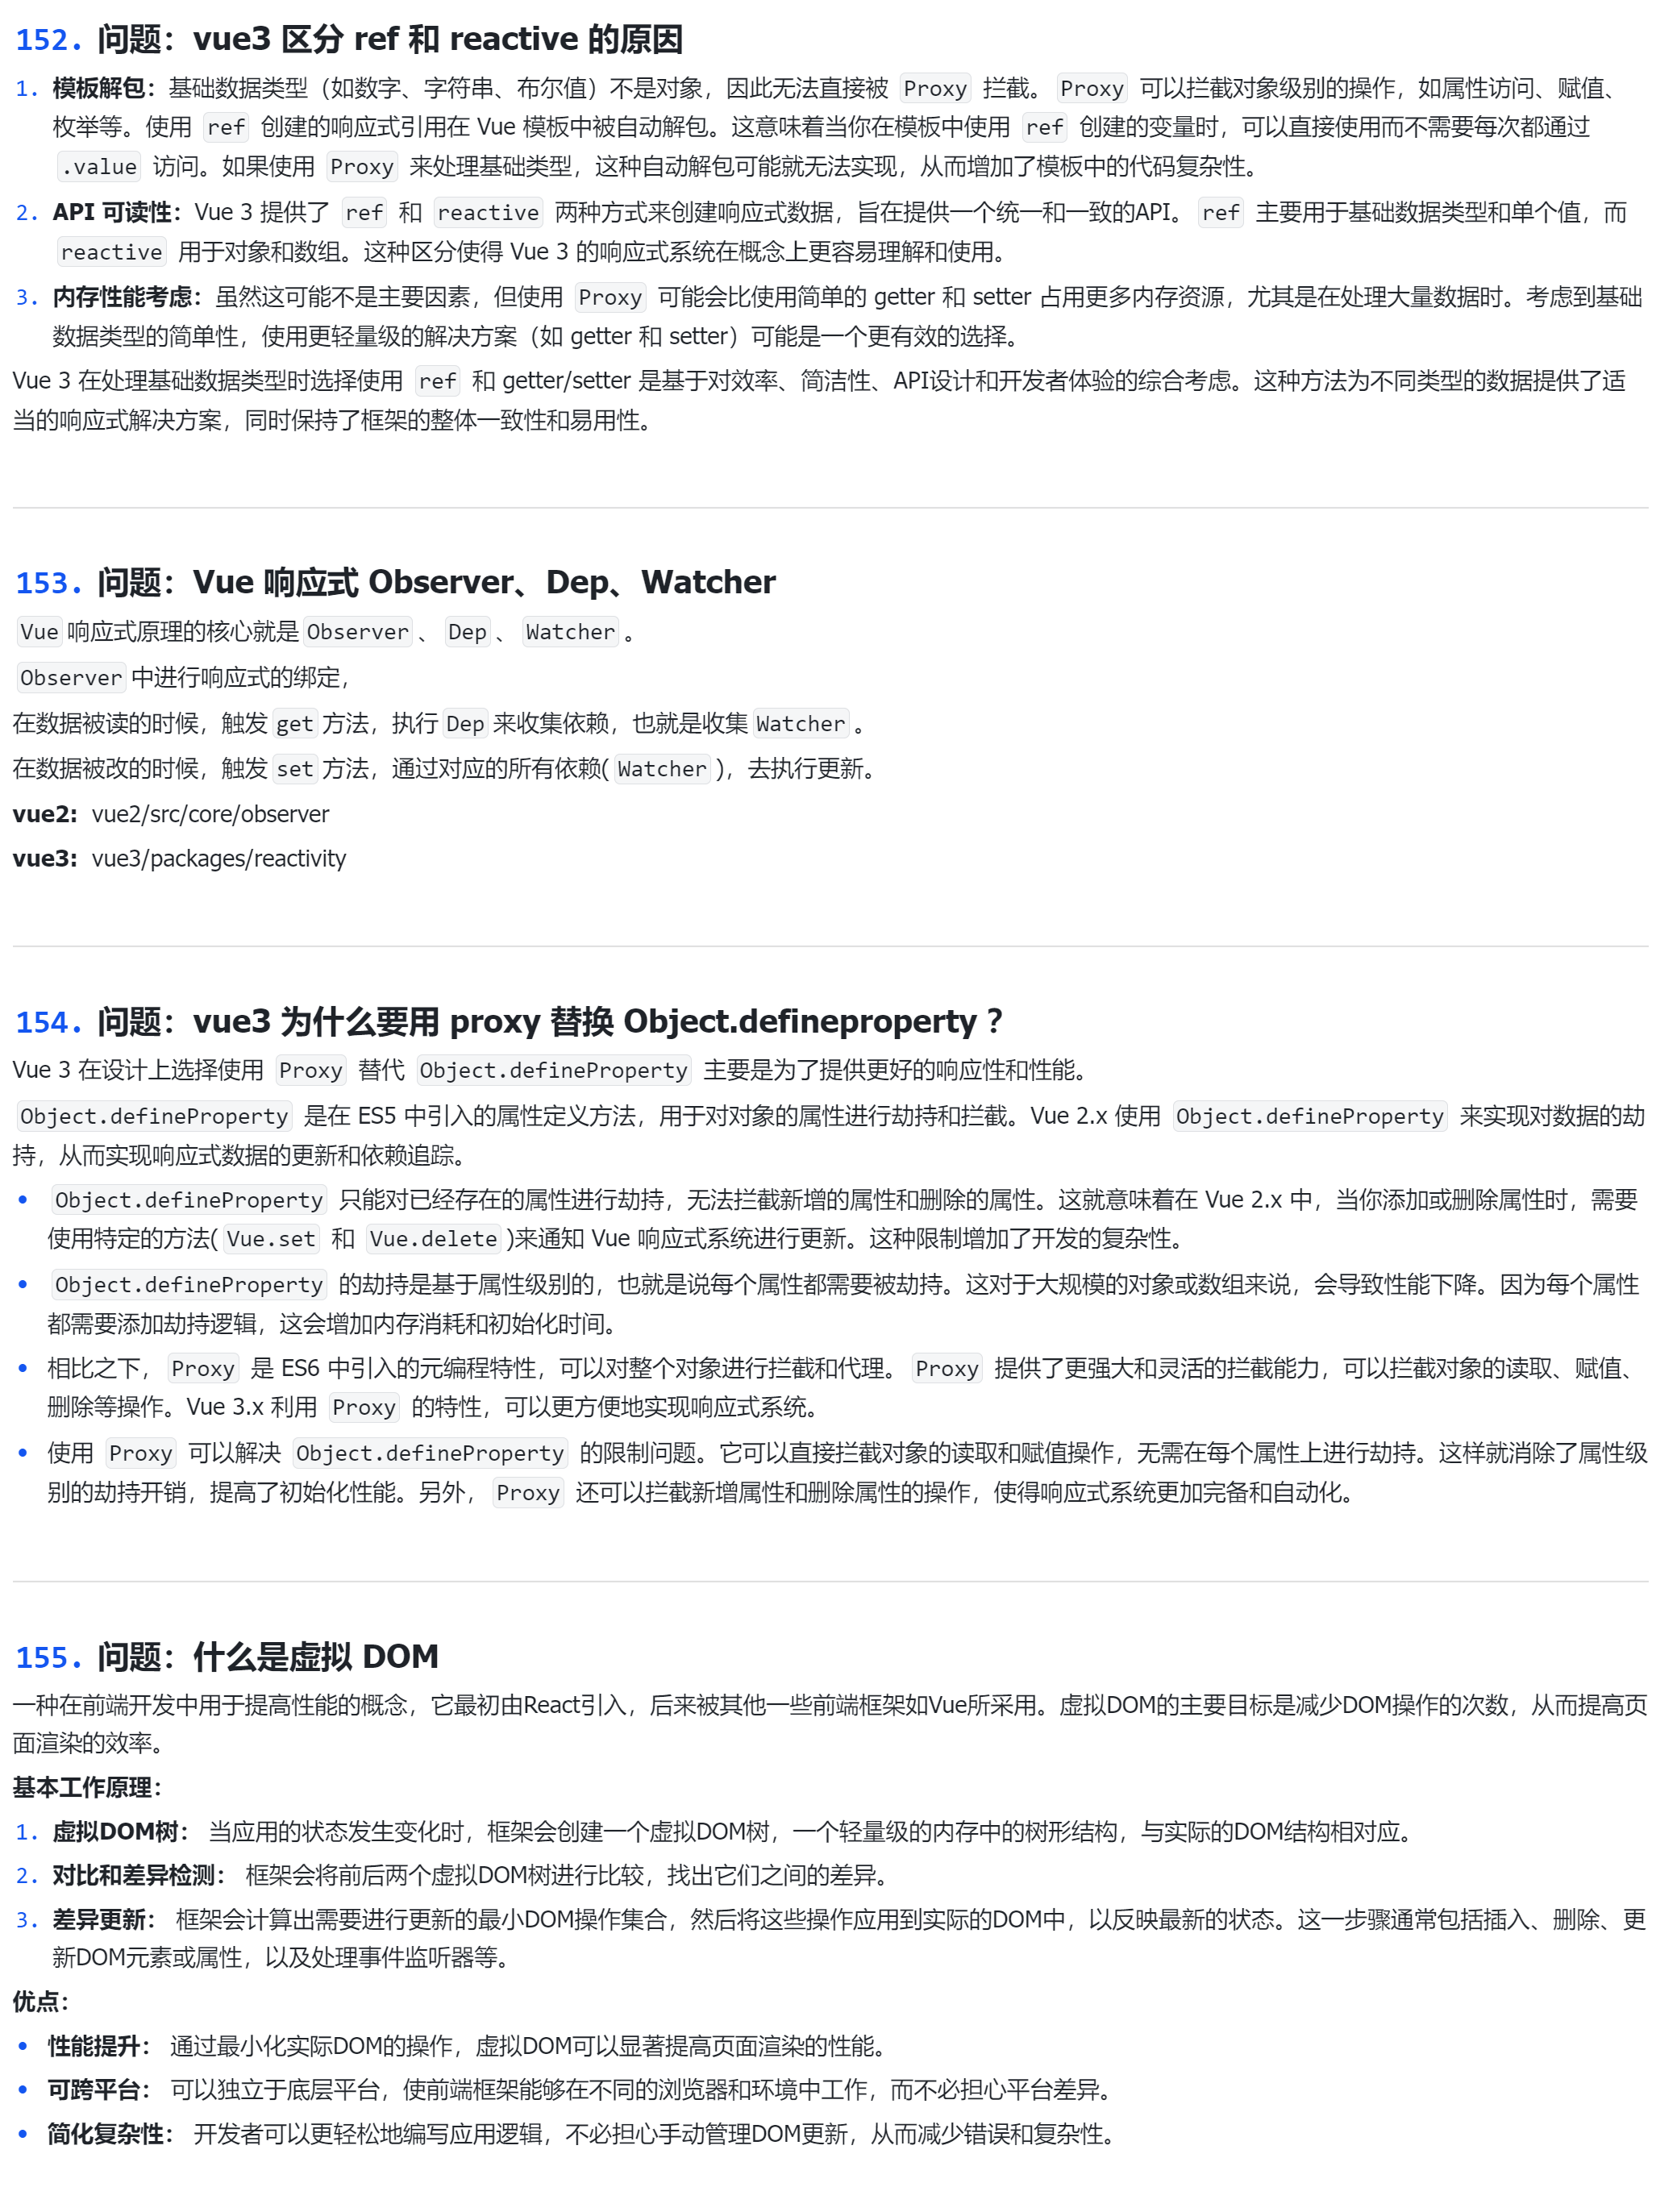 152. 问题：vue3 区分 ref 和 reactive 的原因
1. 模板解包：基础数据类型（如数字、字符串、布尔值）不是对象，因此无法直接被 Proxy 拦截。 Proxy 可以拦截对象级别的操作，如属性访问、赋值、
枚举等。使用 ref 创建的响应式引用在 Vue 模板中被自动解包。这意味着当你在模板中使用 ref 创建的变量时，可以直接使用而不需要每次都通过
.value 访问。如果使用 Proxy 来处理基础类型，这种自动解包可能就无法实现，从而增加了模板中的代码复杂性。
2. API 可读性：Vue 3 提供了 ref 和 reactive 两种方式来创建响应式数据，旨在提供一个统一和一致的API。 ref 主要用于基础数据类型和单个值，而
reactive 用于对象和数组。这种区分使得 Vue 3 的响应式系统在概念上更容易理解和使用。
3. 内存性能考虑：虽然这可能不是主要因素，但使用 Proxy 可能会比使用简单的 getter 和 setter 占用更多内存资源，尤其是在处理大量数据时。考虑到基础
数据类型的简单性，使用更轻量级的解决方案（如 getter 和 setter）可能是一个更有效的选择。
Vue 3 在处理基础数据类型时选择使用 ref 和 getter/setter 是基于对效率、简洁性、API设计和开发者体验的综合考虑。这种方法为不同类型的数据提供了适
当的响应式解决方案，同时保持了框架的整体一致性和易用性。
153. 问题：Vue 响应式 Observer、Dep、Watcher
Vue 响应式原理的核心就是 Observer 、 Dep 、 Watcher 。
Observer 中进行响应式的绑定，
在数据被读的时候，触发 get 方法，执行 Dep 来收集依赖，也就是收集 Watcher 。
在数据被改的时候，触发 set 方法，通过对应的所有依赖( Watcher )，去执行更新。
vue2: vue2/src/core/observer
vue3: vue3/packages/reactivity
154. 问题：vue3 为什么要用 proxy 替换 Object.defineproperty？
Vue 3 在设计上选择使用 Proxy 替代 Object.defineProperty 主要是为了提供更好的响应性和性能。
Object.defineProperty 是在 ES5 中引入的属性定义方法，用于对对象的属性进行劫持和拦截。Vue 2.x 使用 Object.defineProperty 来实现对数据的劫
持，从而实现响应式数据的更新和依赖追踪。
• Object.defineProperty 只能对已经存在的属性进行劫持，无法拦截新增的属性和删除的属性。这就意味着在 Vue 2.x 中，当你添加或删除属性时，需要
使用特定的方法( Vue.set 和 Vue.delete )来通知 Vue 响应式系统进行更新。这种限制增加了开发的复杂性。
• Object.defineProperty 的劫持是基于属性级别的，也就是说每个属性都需要被劫持。这对于大规模的对象或数组来说，会导致性能下降。因为每个属性
都需要添加劫持逻辑，这会增加内存消耗和初始化时间。
• 相比之下， Proxy 是 ES6 中引入的元编程特性，可以对整个对象进行拦截和代理。 Proxy 提供了更强大和灵活的拦截能力，可以拦截对象的读取、赋值、
删除等操作。Vue 3.x 利用 Proxy 的特性，可以更方便地实现响应式系统。
• 使用 Proxy 可以解决 Object.defineProperty 的限制问题。它可以直接拦截对象的读取和赋值操作，无需在每个属性上进行劫持。这样就消除了属性级
别的劫持开销，提高了初始化性能。另外， Proxy 还可以拦截新增属性和删除属性的操作，使得响应式系统更加完备和自动化。
155. 问题：什么是虚拟 DOM
一种在前端开发中用于提高性能的概念，它最初由React引入，后来被其他一些前端框架如Vue所采用。虚拟DOM的主要目标是减少DOM操作的次数，从而提高页
面渲染的效率。
基本工作原理：
1. 虚拟DOM树： 当应用的状态发生变化时，框架会创建一个虚拟DOM树，一个轻量级的内存中的树形结构，与实际的DOM结构相对应。
2. 对比和差异检测： 框架会将前后两个虚拟DOM树进行比较，找出它们之间的差异。
3. 差异更新： 框架会计算出需要进行更新的最小DOM操作集合，然后将这些操作应用到实际的DOM中，以反映最新的状态。这一步骤通常包括插入、删除、更
新DOM元素或属性，以及处理事件监听器等。
优点：
• 性能提升： 通过最小化实际DOM的操作，虚拟DOM可以显著提高页面渲染的性能。
• 可跨平台： 可以独立于底层平台，使前端框架能够在不同的浏览器和环境中工作，而不必担心平台差异。
• 简化复杂性： 开发者可以更轻松地编写应用逻辑，不必担心手动管理DOM更新，从而减少错误和复杂性。